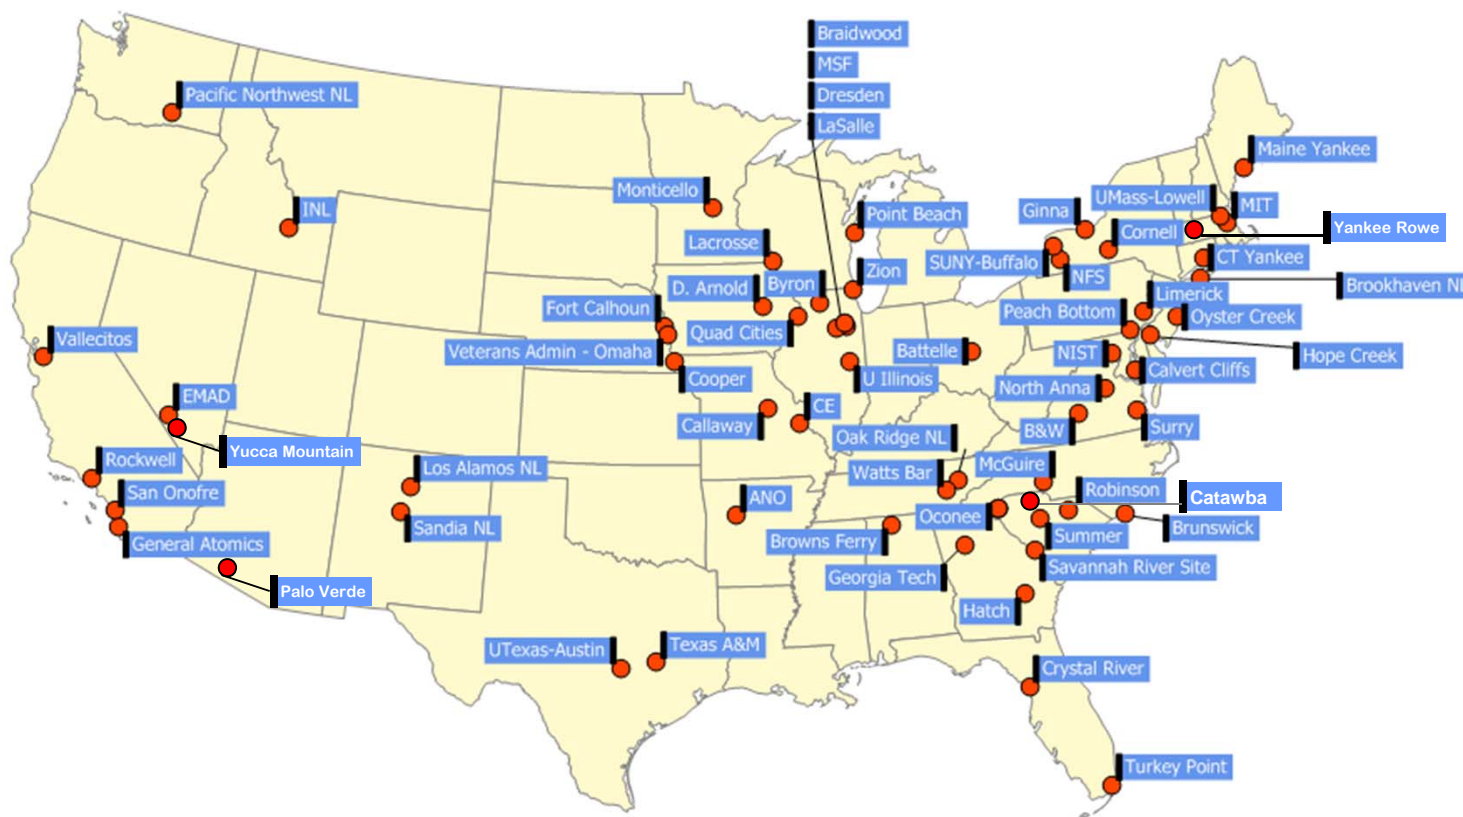 Braidwood
MSF
Dresden
LaSalle
Pacific Northwest NL
Maine Yankee
Monticello
UMass-Lowell
MIT
INL
Point Beach
Ginna
Cornell
Yankee Rowe
Lacrosse
SUNY-Buffalo
NFS
CT Yankee
Zion
D. Arnold
Byron
Brookhaven NL
Fort Calhoun
Limerick
Peach Bottom
Oyster Creek
Vallecitos
Quad Cities
Veterans Admin - Omaha
Battelle
NIST
Hope Creek
Cooper
U Illinois
Calvert Cliffs
EMAD
North Anna
CE
Callaway
B&W
Surry
Oak Ridge NL
Yucca Mountain
Rockwell
Los Alamos NL
Watts Bar
McGuire
San Onofre
ANO
Robinson
Catawba
Sandia NL
Oconee
Brunswick
General Atomics
Browns Ferry
Summer
Savannah River Site
Georgia Tech
Palo Verde
Hatch
UTexas-Austin
Texas A&M
Crystal River
Turkey Point